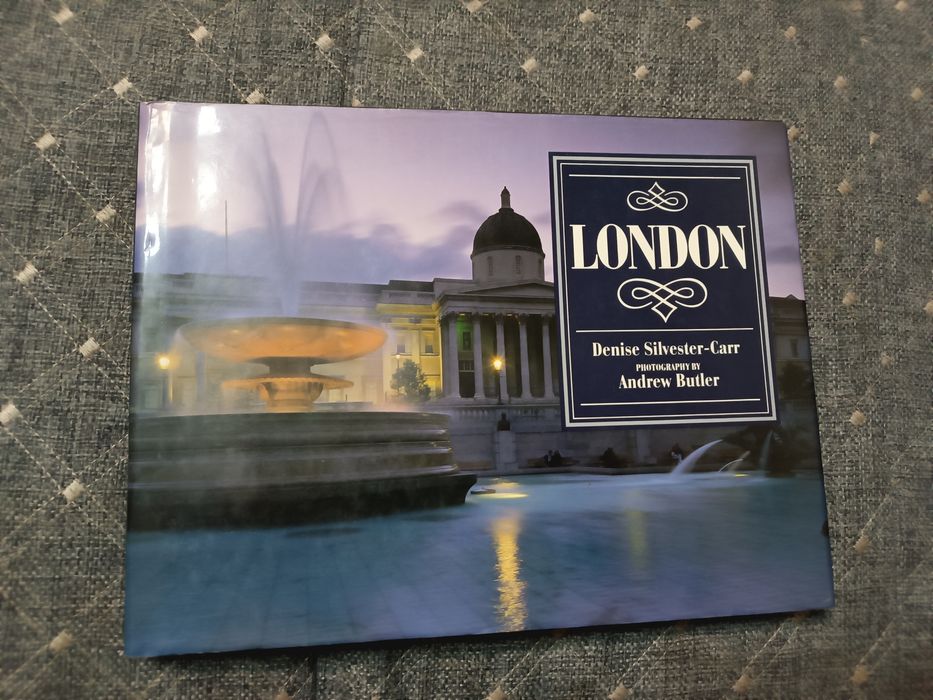 LONDON
Denise Silvester-Carr
PHOTOGRAPHY BY
Andrew Butler